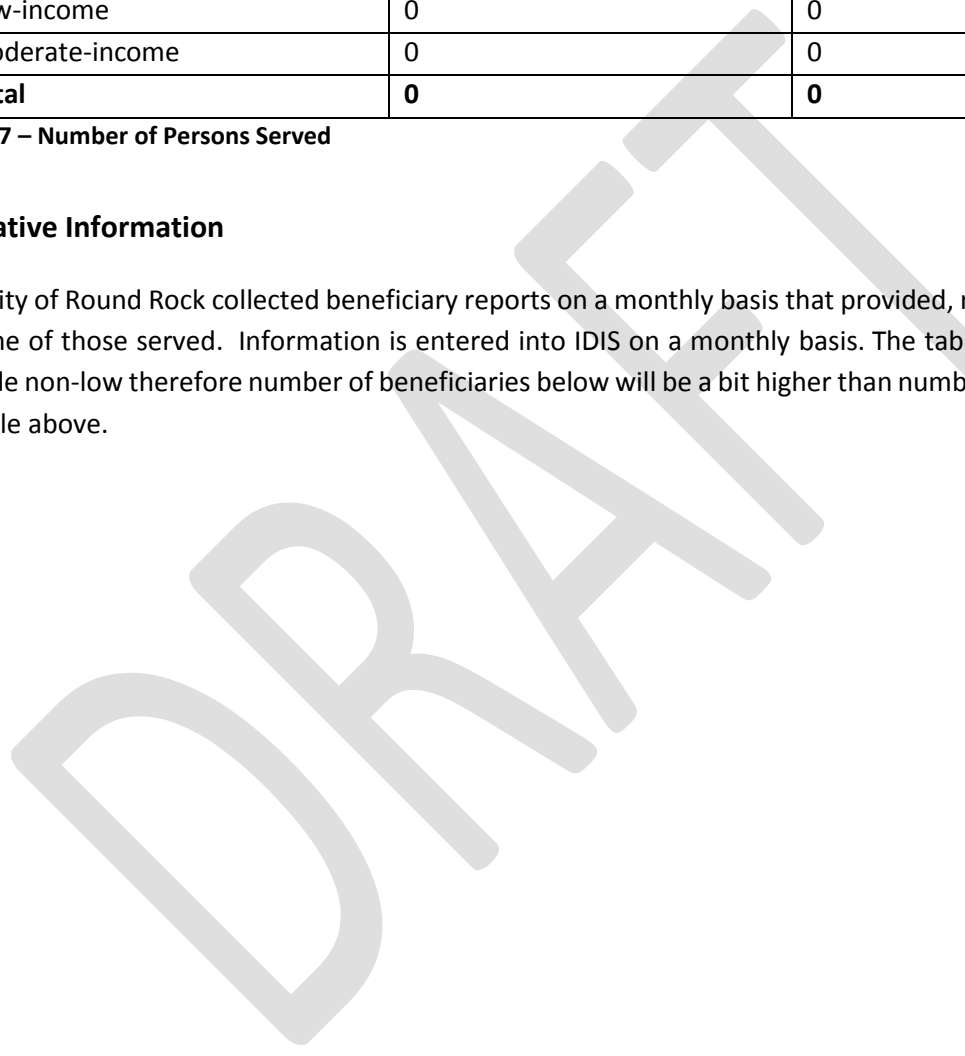 w-income 0 0
oderate-income 0 0
tal 0 0
7 – Number of Persons Served
ative Information
ity of Round Rock collected beneficiary reports on a monthly basis that provided,
ne of those served. Information is entered into IDIS on a monthly basis. The tab
de non-low therefore number of beneficiaries below will be a bit higher than numb
le above.
DRAFT